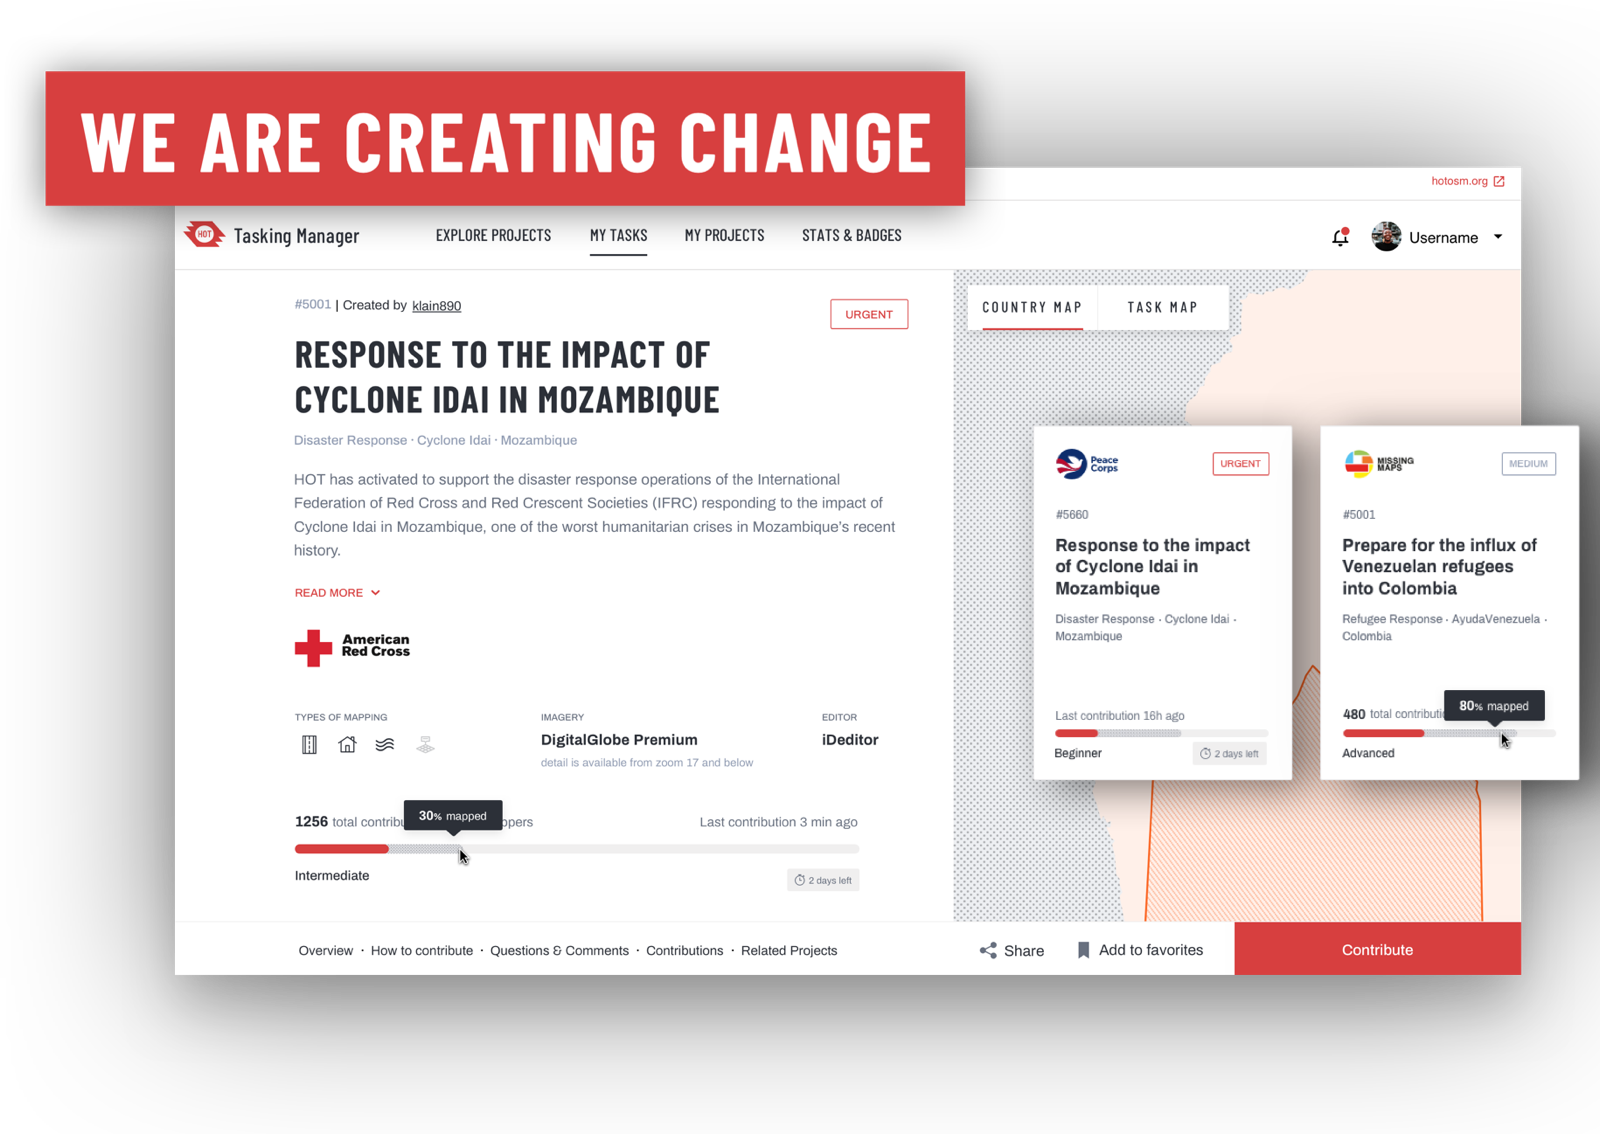 WE ARE CREATING CHANGE
hotosm.org
HOT
Tasking Manager
EXPLORE PROJECTS
MY TASKS
MY PROJECTS
STATS & BADGES
Username
#5001 | Created by klain890
URGENT
RESPONSE TO THE IMPACT OF
CYCLONE IDAI IN MOZAMBIQUE
Disaster Response · Cyclone Idai · Mozambique
HOT has activated to support the disaster response operations of the International
Federation of Red Cross and Red Crescent Societies (IFRC) responding to the impact of
Cyclone Idai in Mozambique, one of the worst humanitarian crises in Mozambique's recent
history.
READ MORE
American
Red Cross
TYPES OF MAPPING
IMAGERY
DigitalGlobe Premium
detail is available from zoom 17 and below
EDITOR
iDeditor
1256 total
30% mapped
Last contribution 3 min ago
Intermediate
2 days left
COUNTRY MAP
TASK MAP
Peace
Corps
URGENT
#5660
Response to the impact
of Cyclone Idai in
Mozambique
Disaster Response · Cyclone Idai ·
Mozambique
Last contribution 16h ago
Beginner
2 days left
MISSING
MAPS
MEDIUM
#5001
Prepare for the influx of
Venezuelan refugees
into Colombia
Refugee Response · AyudaVenezuela ·
Colombia
480 total
80% mapped
Advanced
Overview · How to contribute · Questions & Comments · Contributions · Related Projects
Share
Add to favorites
Contribute